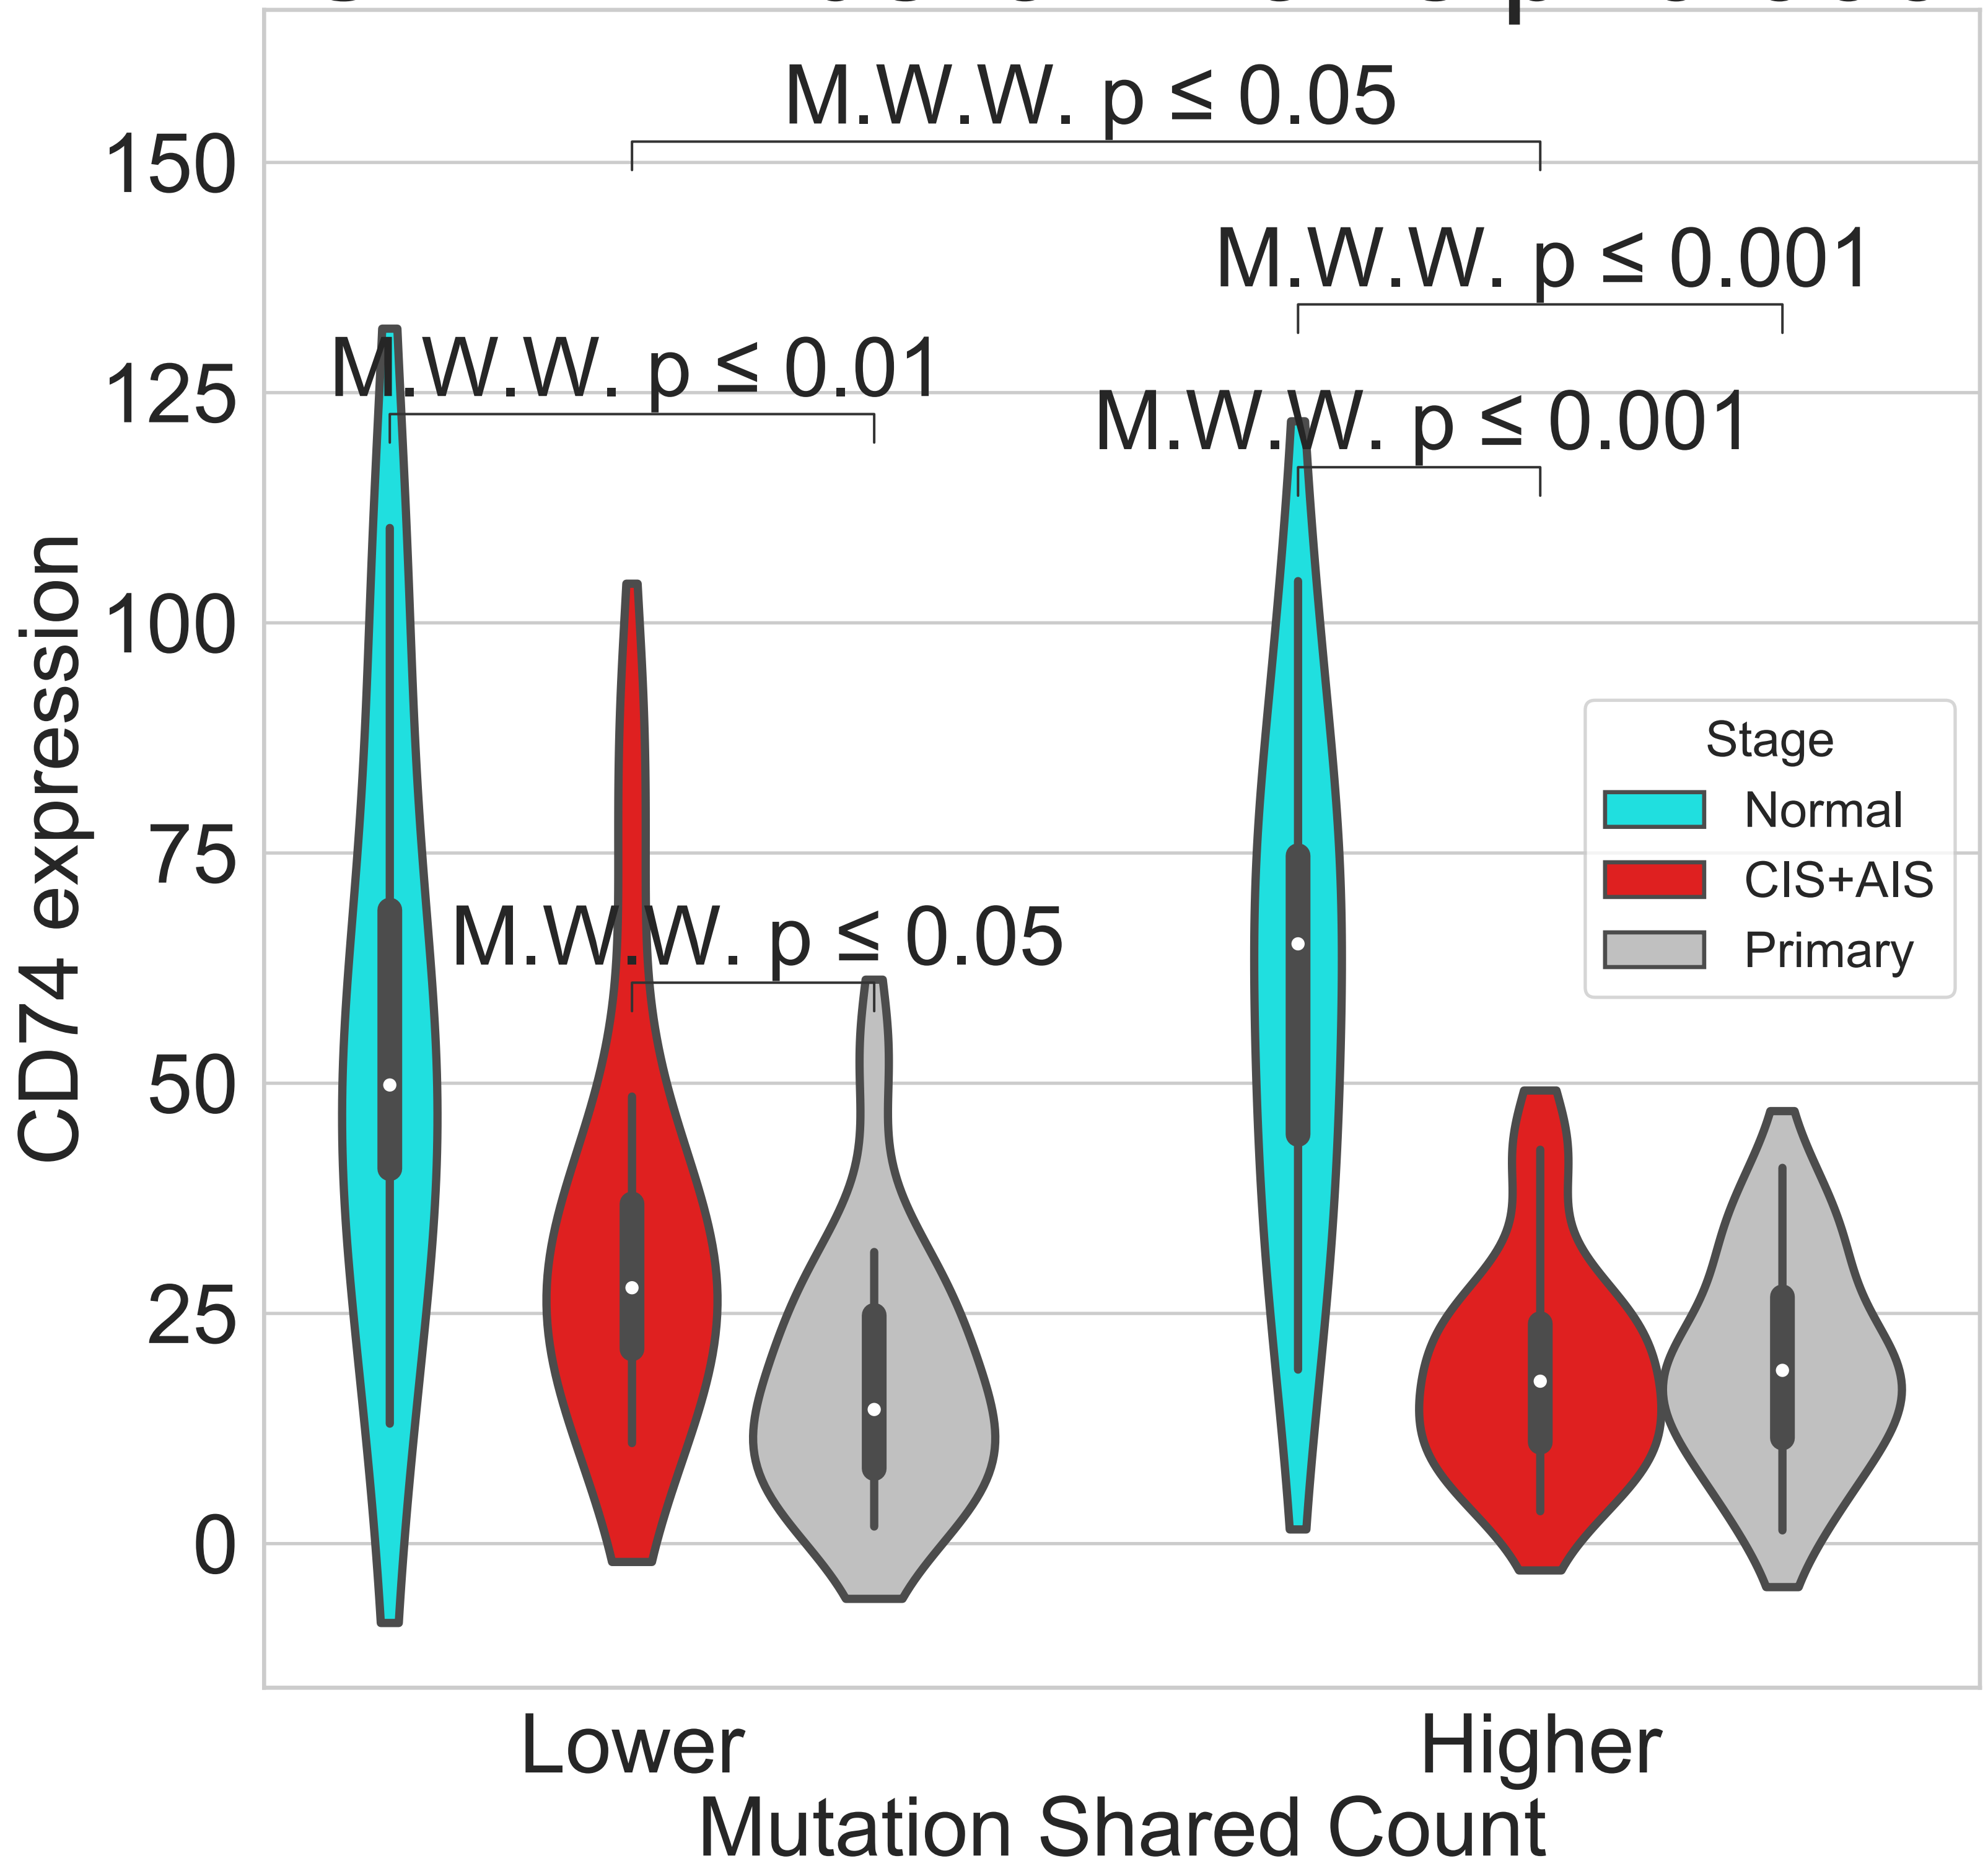 M.W.W. p ≤ 0.05
150
M.W.W. p ≤ 0.001
M.W.W. p ≤ 0.01
125
M.W.W. p ≤ 0.001
100
CD74 expression
Stage
Normal
CIS+AIS
Primary
75
M.W.W. p ≤ 0.05
50
25
0
Lower
Higher
Mutation Shared Count